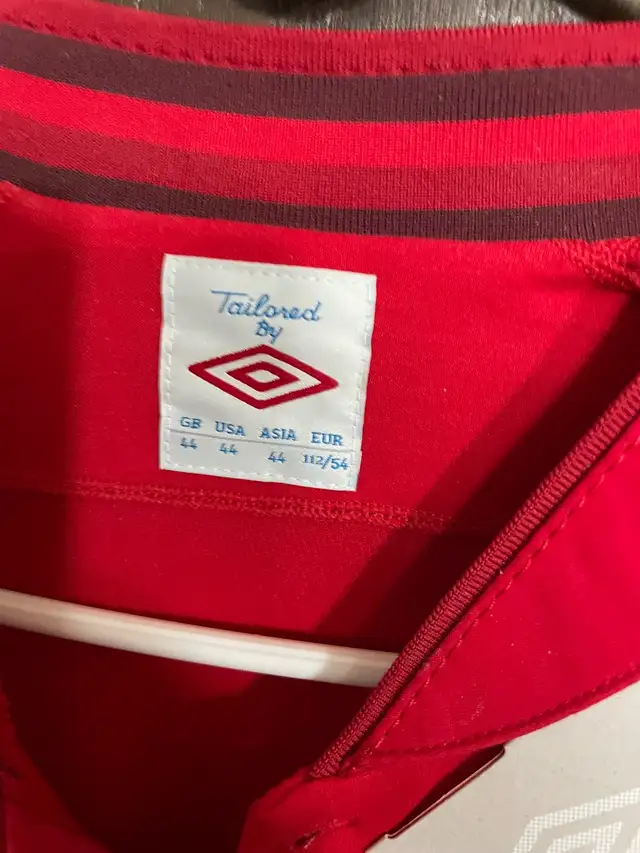 Tailored
By
GB USA ASIA EUR
44 44 44 112/54